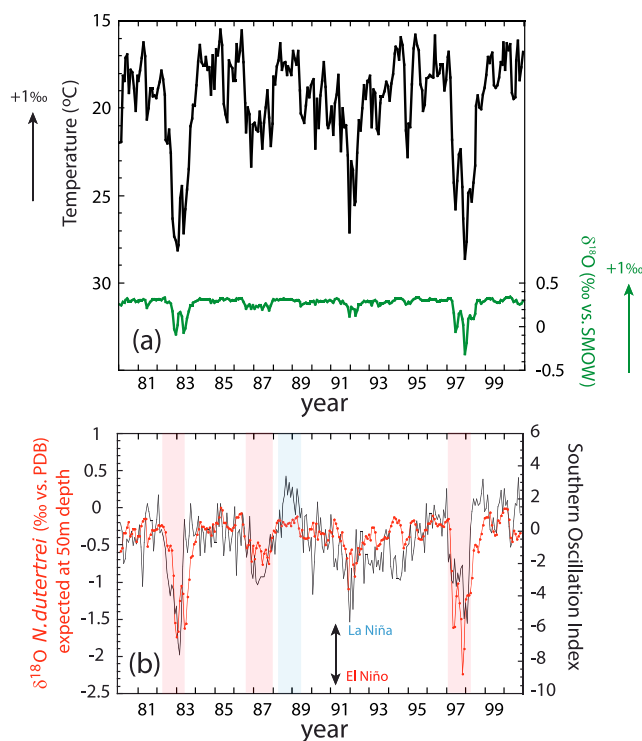 15
20
25
30
Temperature (ºC)
+1‰
0.5
0
0.5
δ18O (‰ vs. SMOW)
+1‰
(a)
81 83 85 87 89 91 93 95 97 99
year
1
0.5
0
-0.5
-1
-1.5
-2
-2.5
δ18O N.dutertrei (‰ vs. PDB)
expected at 50m depth
6
4
2
0
-2
-4
-6
-8
-10
Southern Oscillation Index
La Niña
El Niño
(b)
81 83 85 87 89 91 93 95 97 99
year